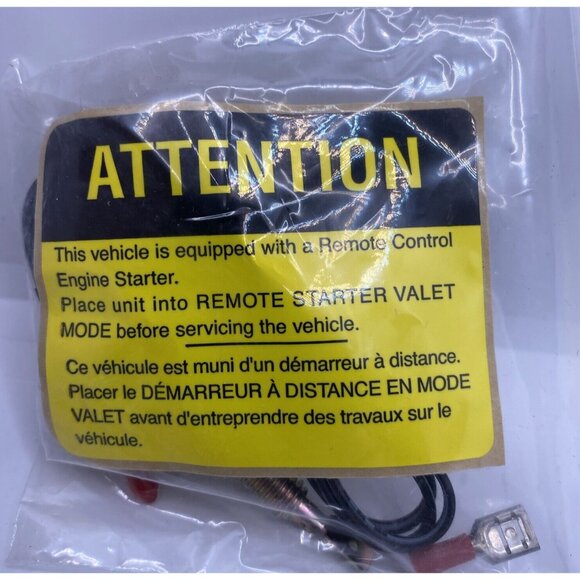 ATTENTION
This vehicle is equipped with a Remote Control
Engine Starter.
Place unit into REMOTE STARTER VALET
MODE before servicing the vehicle.
Ce véhicule est muni d'un démarreur à distance.
Placer le DÉMARREUR À DISTANCE EN MODE
VALET avant d'entreprendre des travaux sur le
véhicule.